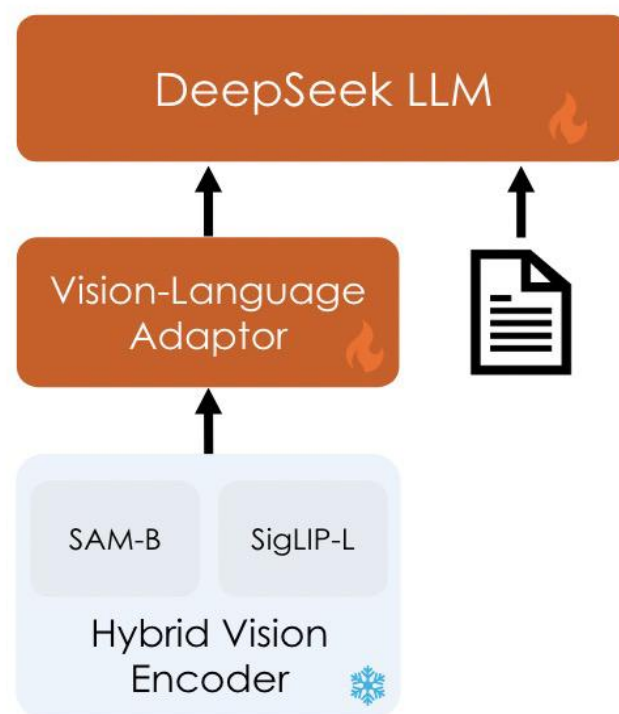 DeepSeek LLM
Vision-Language
Adaptor
SAM-B
SigLIP-L
Hybrid Vision
Encoder